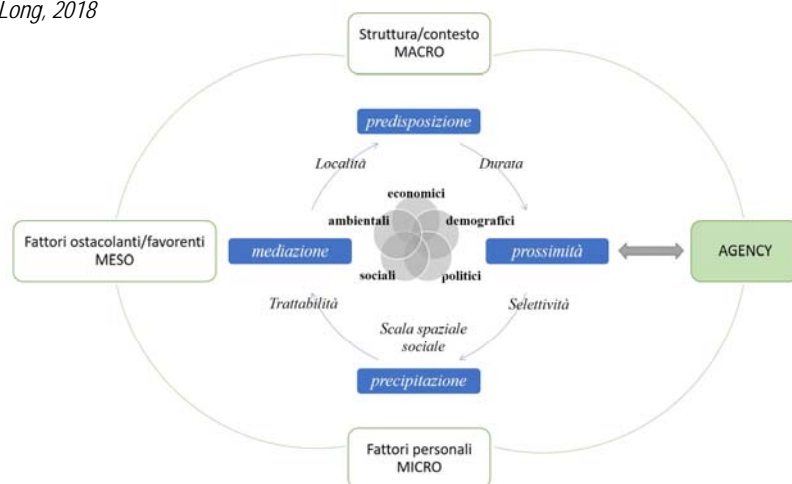 Long, 2018
Struttura/contesto
MACRO
predisposizione
Località
Durata
economici
ambientali
demografici
Fattori ostacolanti/favorenti
MESO
mediazione
prossimità
AGENCY
sociali
politici
Trattabilità
Selettività
Scala spaziale
sociale
precipitazione
Fattori personali
MICRO